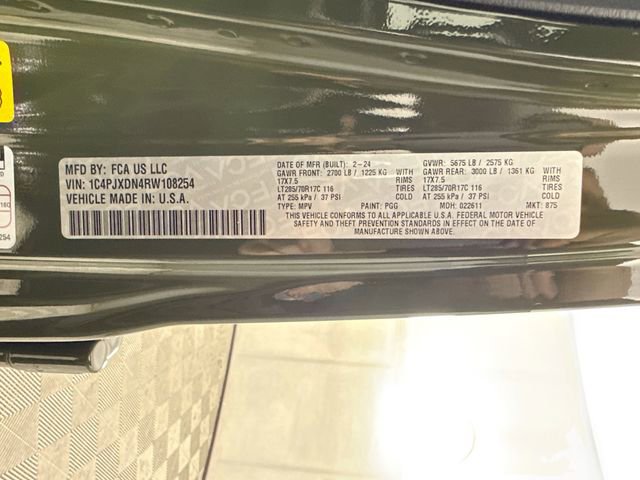 MFD BY: FCA US LLC
VIN: 1C4PJXDN4RW108254
VEHICLE MADE IN: U.S.A.
DATE OF MFR (BUILT): 2-24 GVWR: 5675 LB / 2575 KG
GAWR FRONT: 2700 LB / 1225 KG WITH GAWR REAR: 3000 LB / 1361 KG WITH
17X7.5 RIMS 17X7.5 RIMS
LT285/70R17C 116 TIRES LT285/70R17C 116 TIRES
AT 255 kPa / 37 PSI COLD AT 255 kPa / 37 PSI COLD
TYPE: MPV PAINT: PGG MDH: 022611 MKT: 875
THIS VEHICLE CONFORMS TO ALL APPLICABLE U.S.A. FEDERAL MOTOR VEHICLE
SAFETY AND THEFT PREVENTION STANDARDS IN EFFECT ON THE DATE OF
MANUFACTURE SHOWN ABOVE.